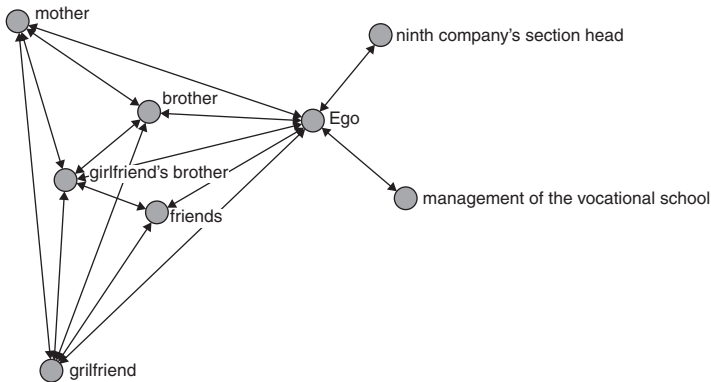 mother
ninth company's section head
brother
Ego
girlfriend's brother
management of the vocational school
friends
grilfriend